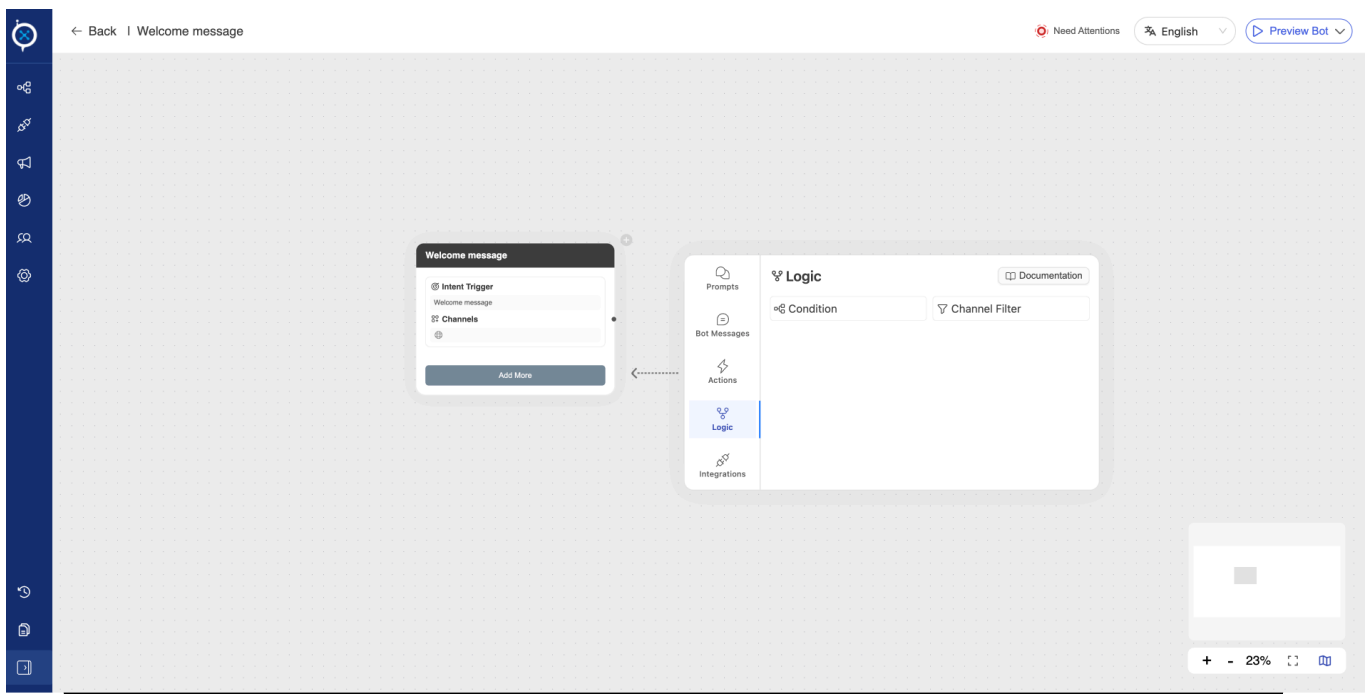 Back | Welcome message
Need Attentions
English
Preview Bot
Welcome message
Intent Trigger
Welcome message
Channels
Add More
Prompts
Bot Messages
Actions
Logic
Integrations
Logic
Documentation
Condition
Channel Filter
+ - 23%